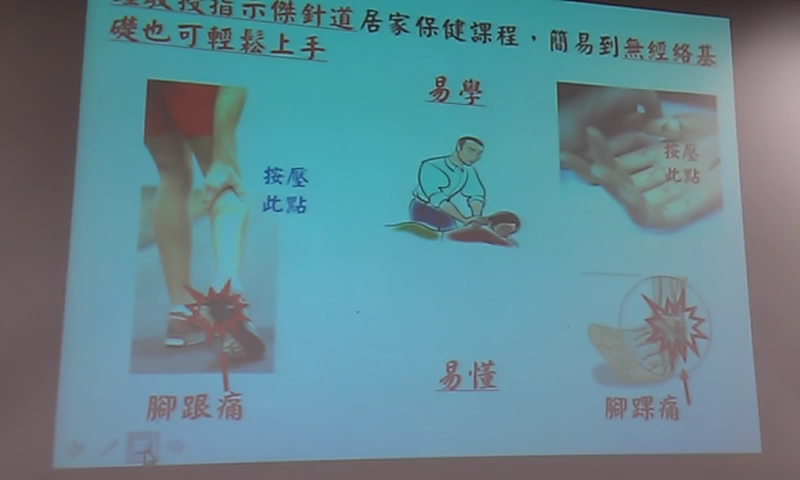 指示傑針道居家保健課程，簡易到無經絡基
礎也可輕鬆上手
易學
按壓
此點
按壓
此點
易懂
腳跟痛
腳踝痛